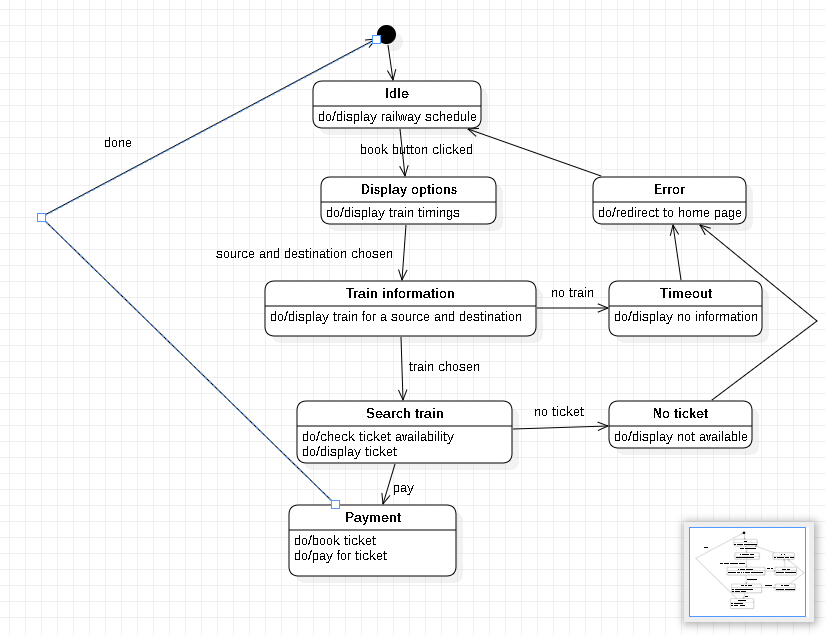 Idle
do/display railway schedule
done
book button clicked
Display options
do/display train timings
Error
do/redirect to home page
source and destination chosen
Train information
do/display train for a source and destination
no train
Timeout
do/display no information
train chosen
Search train
do/check ticket availability
do/display ticket
no ticket
No ticket
do/display not available
pay
Payment
do/book ticket
do/pay for ticket